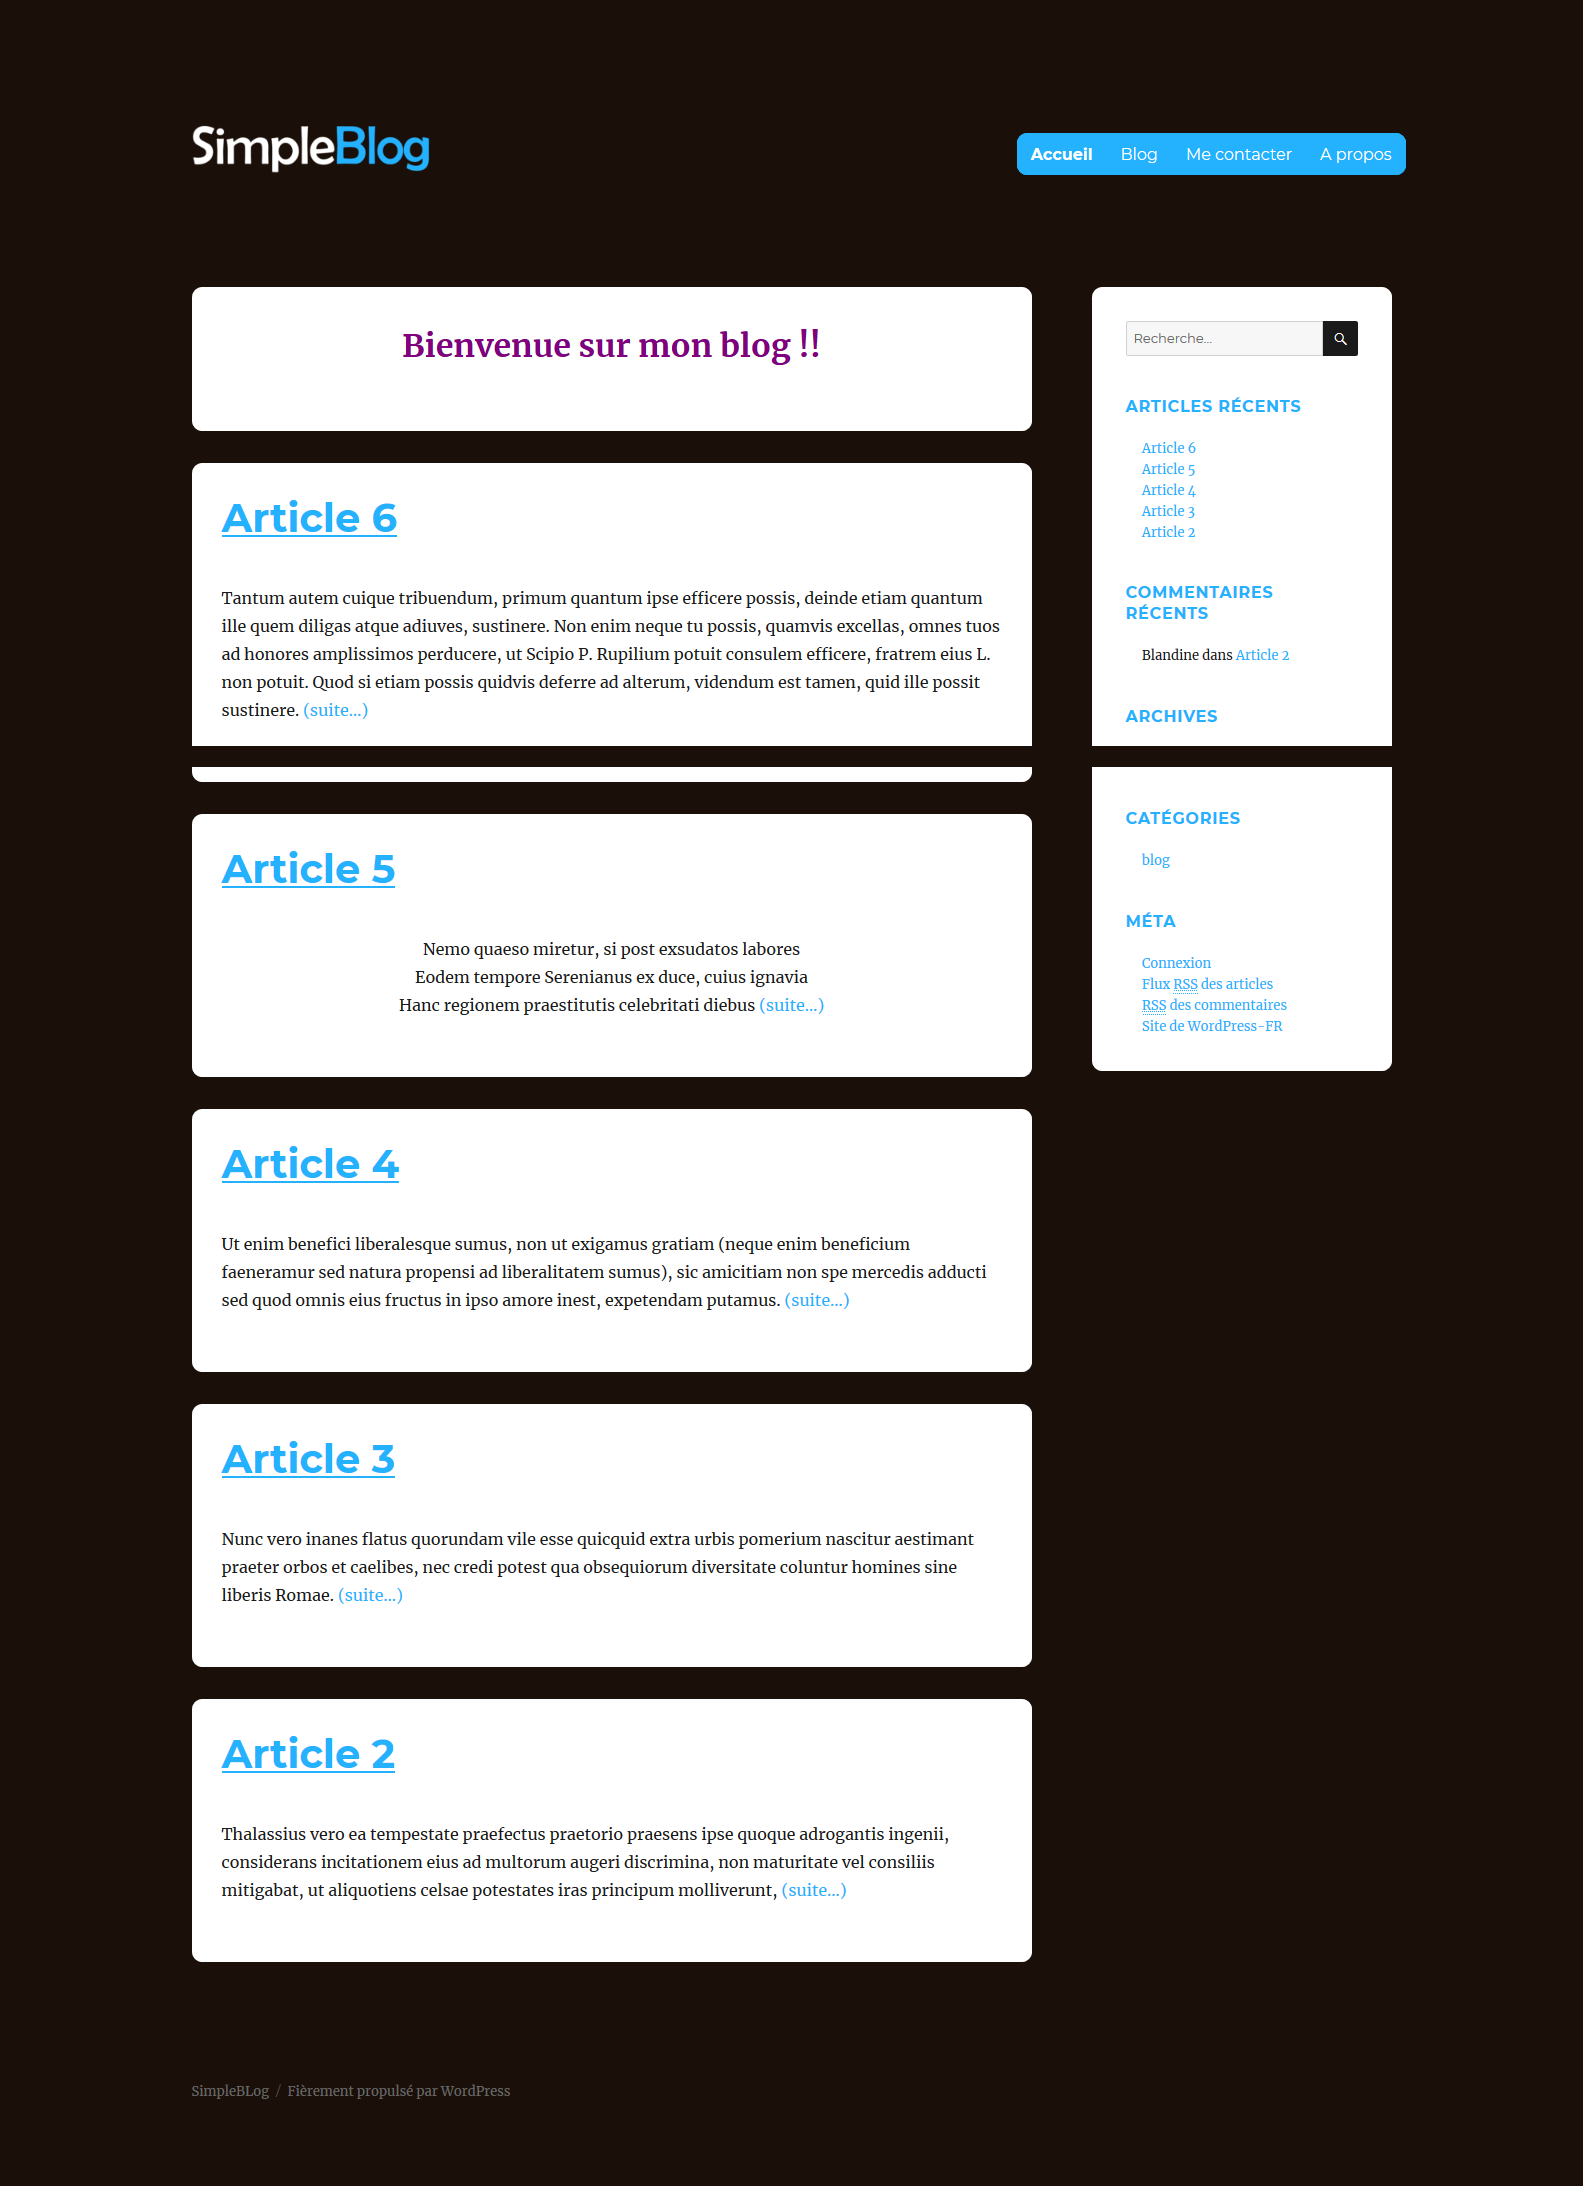 SimpleBlog
Accueil Blog Me contacter A propos
Bienvenue sur mon blog !!
Article 6
Tantum autem cuique tribuendum, primum quantum ipse efficere possis, deinde etiam quantum
ille quem diligas atque adiuves, sustinere. Non enim neque tu possis, quamvis excellas, omnes tuos
ad honores amplissimos perducere, ut Scipio P. Rupilium potuit consulem efficere, fratrem eius L.
non potuit. Quod si etiam possis quidvis deferre ad alterum, videndum est tamen, quid ille possit
sustinere. (suite…)
Article 5
Nemo quaeso miretur, si post exsudatos labores
Eodem tempore Serenianus ex duce, cuius ignavia
Hanc regionem praestitutis celebritati diebus (suite…)
Article 4
Ut enim benefici liberalesque sumus, non ut exigamus gratiam (neque enim beneficium
faeneramur sed natura propensi ad liberalitatem sumus), sic amicitiam non spe mercedis adducti
sed quod omnis eius fructus in ipso amore inest, expetendam putamus. (suite…)
Article 3
Nunc vero inanes flatus quorundam vile esse quicquid extra urbis pomerium nascitur aestimant
praeter orbos et caelibes, nec credi potest qua obsequiorum diversitate coluntur homines sine
liberis Romae. (suite…)
Article 2
Thalassius vero ea tempestate praefectus praetorio praesens ipse quoque adrogantis ingenii,
considerans incitationem eius ad multorum augeri discrimina, non maturitate vel consiliis
mitigabat, ut aliquotiens celsae potestates iras principum molliverunt, (suite…)
Recherche…
ARTICLES RÉCENTS
Article 6
Article 5
Article 4
Article 3
Article 2
COMMENTAIRES
RÉCENTS
Blandine dans Article 2
ARCHIVES
CATÉGORIES
blog
MÉTA
Connexion
Flux RSS des articles
RSS des commentaires
Site de WordPress-FR
SimpleBLog / Fièrement propulsé par WordPress